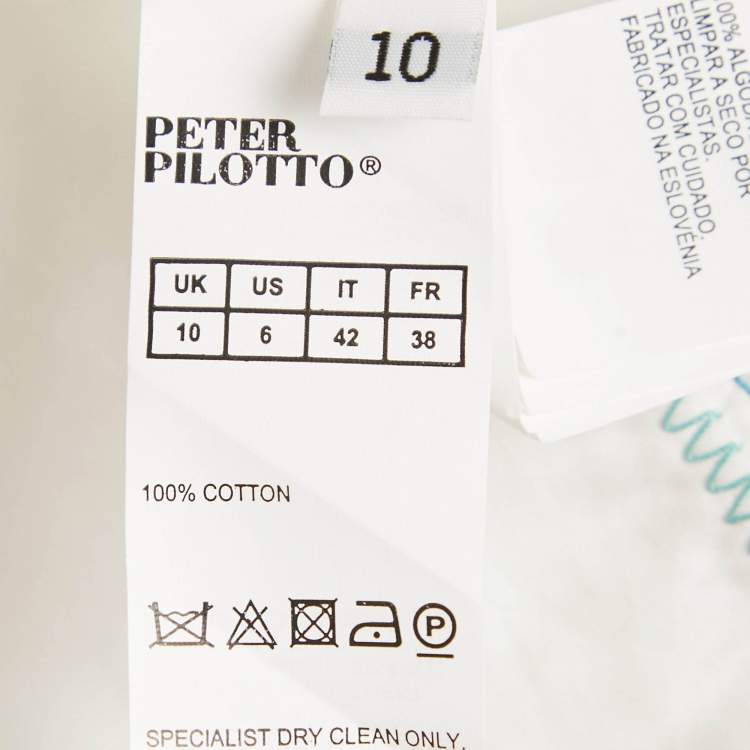 10
PETER
PILOTTO®
UK US IT FR
10 6 42 38
100% COTTON
P
SPECIALIST DRY CLEAN ONLY.
100%
LIMPAR A SECO POR
ESPECIALISTAS.
TRATAR COM CUIDADO.
FABRICADO NA ESLOVÉNIA